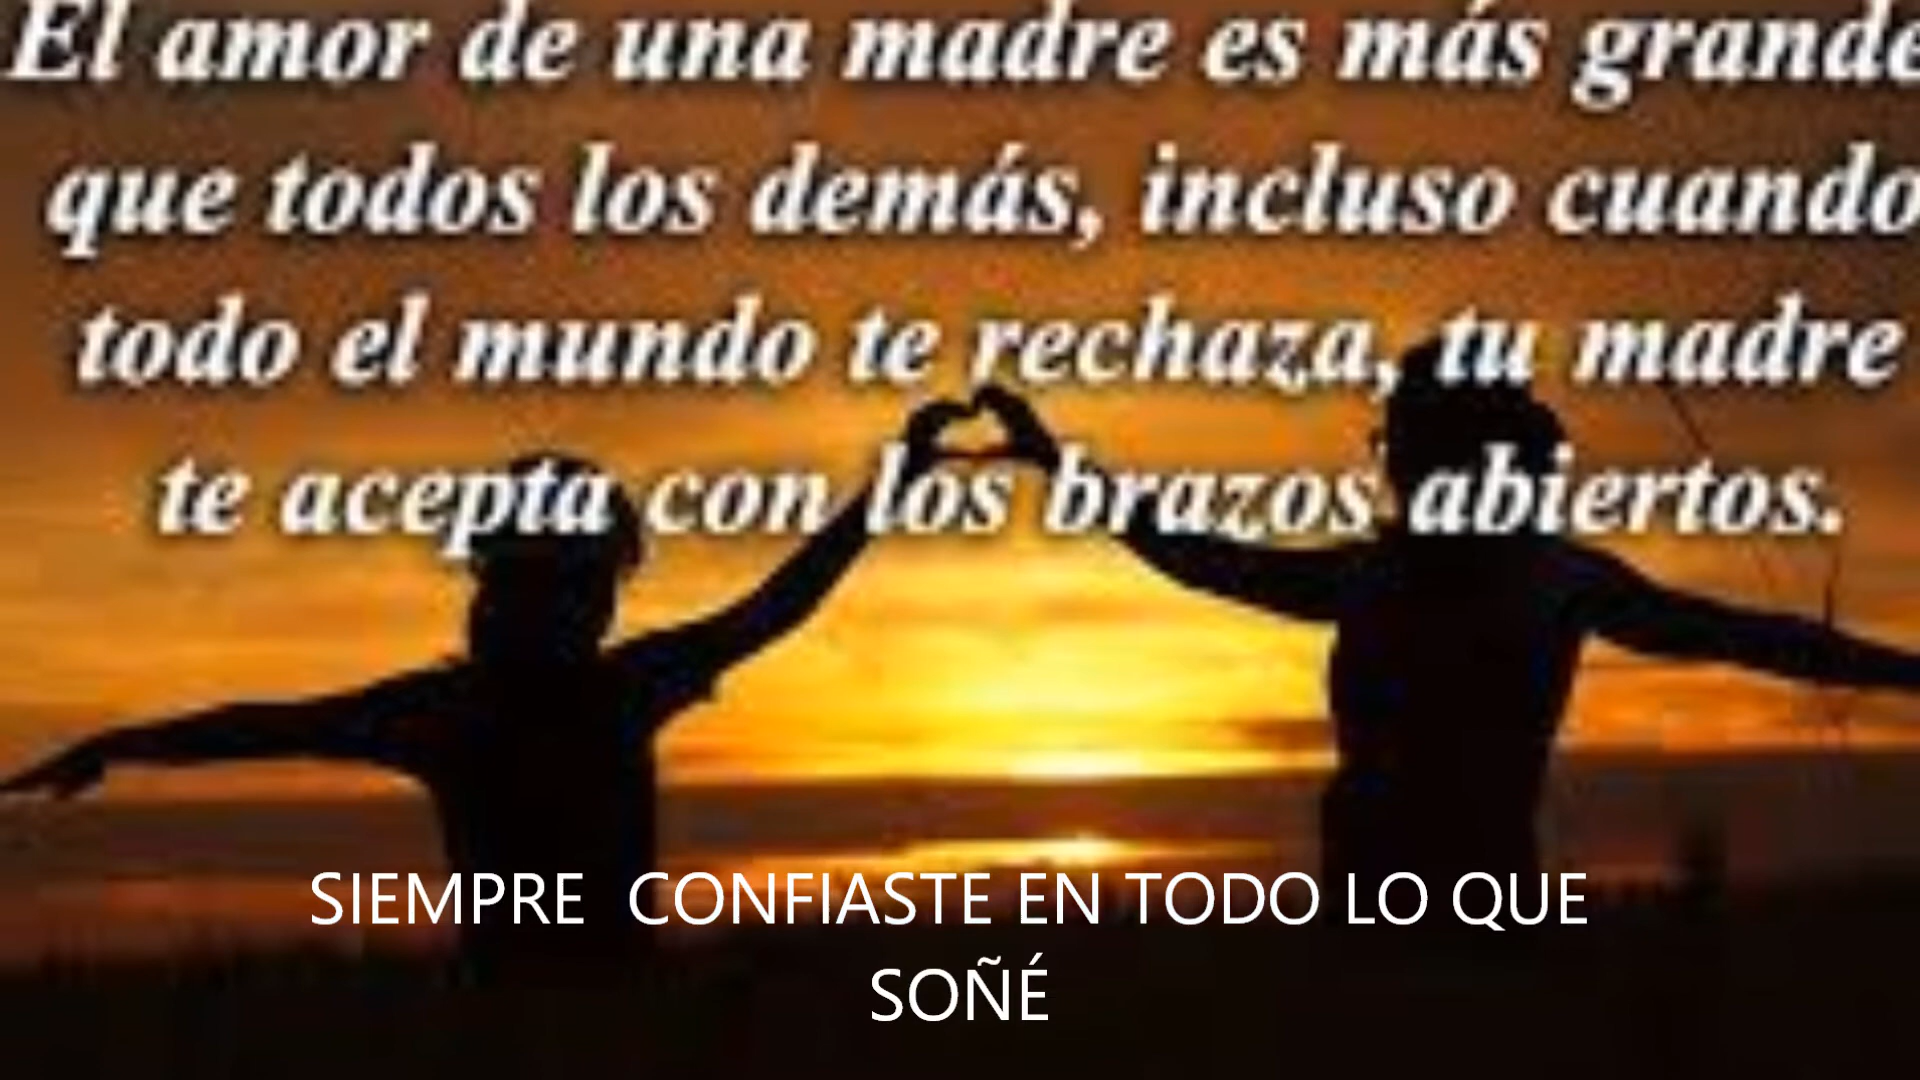 El amor de una madre es más grande
que todos los demás, incluso cuando
todo el mundo te rechaza, tu madre
te acepta con los brazos abiertos.
SIEMPRE  CONFIASTE EN TODO LO QUE
SOÑÉ